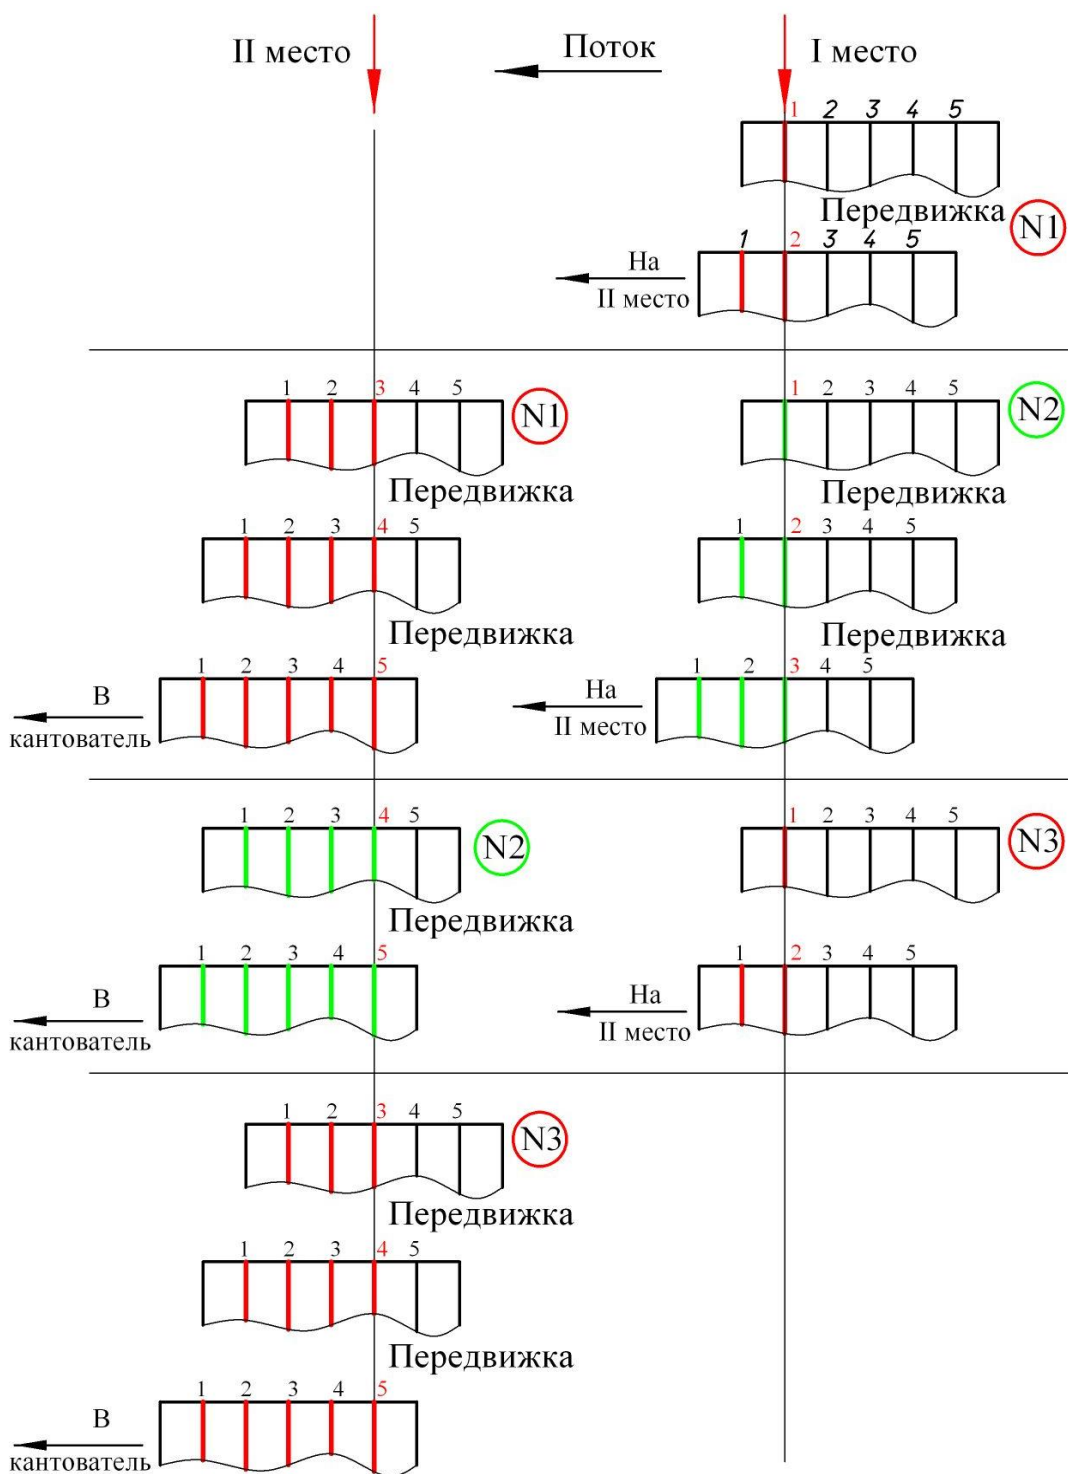 II место
Поток
I место
1 2 3 4 5
Передвижка
N1
1 2 3 4 5
На
II место
1 2 3 4 5
N1
1 2 3 4 5
N2
Передвижка
Передвижка
1 2 3 4 5
1 2 3 4 5
Передвижка
Передвижка
1 2 3 4 5
В
кантователь
1 2 3 4 5
На
II место
1 2 3 4 5
N2
1 2 3 4 5
N3
Передвижка
1 2 3 4 5
В
кантователь
1 2 3 4 5
На
II место
1 2 3 4 5
N3
Передвижка
1 2 3 4 5
Передвижка
1 2 3 4 5
В
кантователь